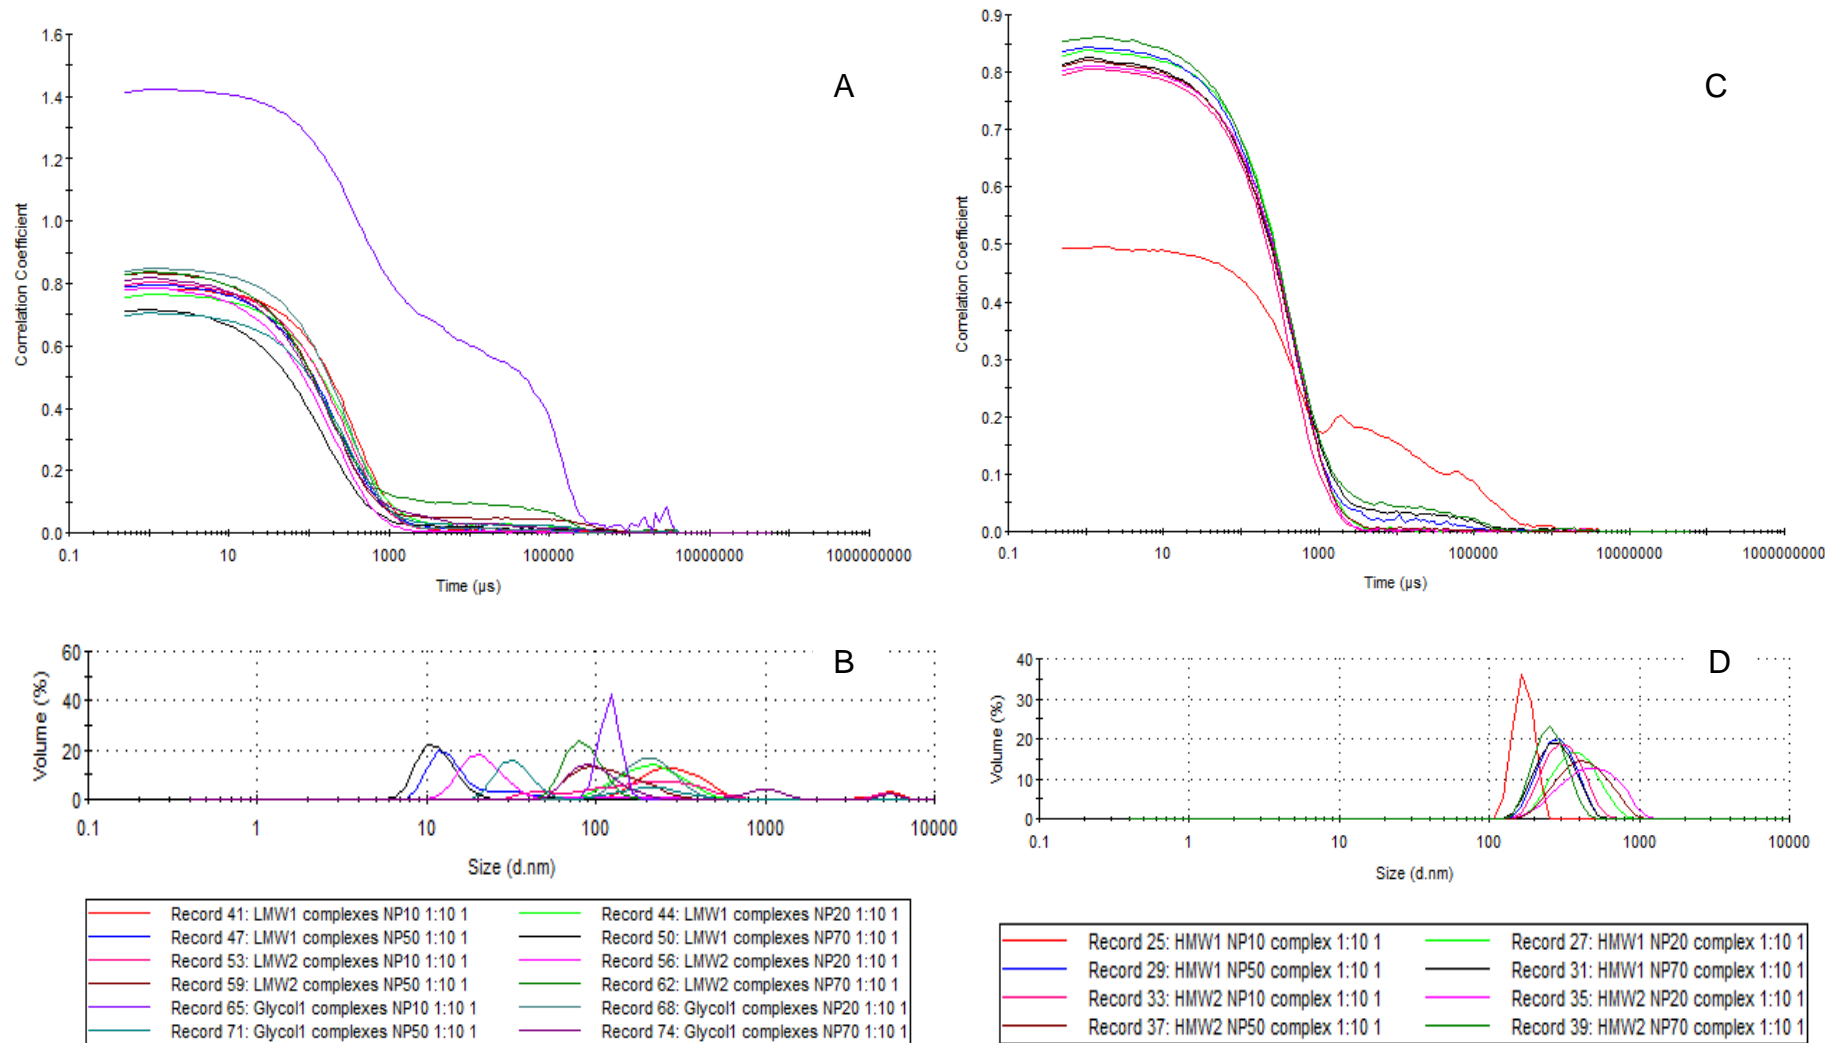 A
1.6
1.4
1.2
1.0
0.8
0.6
0.4
0.2
0.0
Correlation Coefficient
0.1 10 1000 100000 10000000 1000000000
Time (µs)
C
0.9
0.8
0.7
0.6
0.5
0.4
0.3
0.2
0.1
0.0
Correlation Coefficient
0.1 10 1000 100000 10000000 1000000000
Time (µs)
B
60
40
20
0
Volume (%)
0.1 1 10 100 1000 10000
Size (d.nm)
Record 41: LMW1 complexes NP10 1:10 1
Record 44: LMW1 complexes NP20 1:10 1
Record 47: LMW1 complexes NP50 1:10 1
Record 50: LMW1 complexes NP70 1:10 1
Record 53: LMW2 complexes NP10 1:10 1
Record 56: LMW2 complexes NP20 1:10 1
Record 59: LMW2 complexes NP50 1:10 1
Record 62: LMW2 complexes NP70 1:10 1
Record 65: Glycol1 complexes NP10 1:10 1
Record 68: Glycol1 complexes NP20 1:10 1
Record 71: Glycol1 complexes NP50 1:10 1
Record 74: Glycol1 complexes NP70 1:10 1
D
40
30
20
10
0
Volume (%)
0.1 1 10 100 1000 10000
Size (d.nm)
Record 25: HMW1 NP10 complex 1:10 1
Record 27: HMW1 NP20 complex 1:10 1
Record 29: HMW1 NP50 complex 1:10 1
Record 31: HMW1 NP70 complex 1:10 1
Record 33: HMW2 NP10 complex 1:10 1
Record 35: HMW2 NP20 complex 1:10 1
Record 37: HMW2 NP50 complex 1:10 1
Record 39: HMW2 NP70 complex 1:10 1